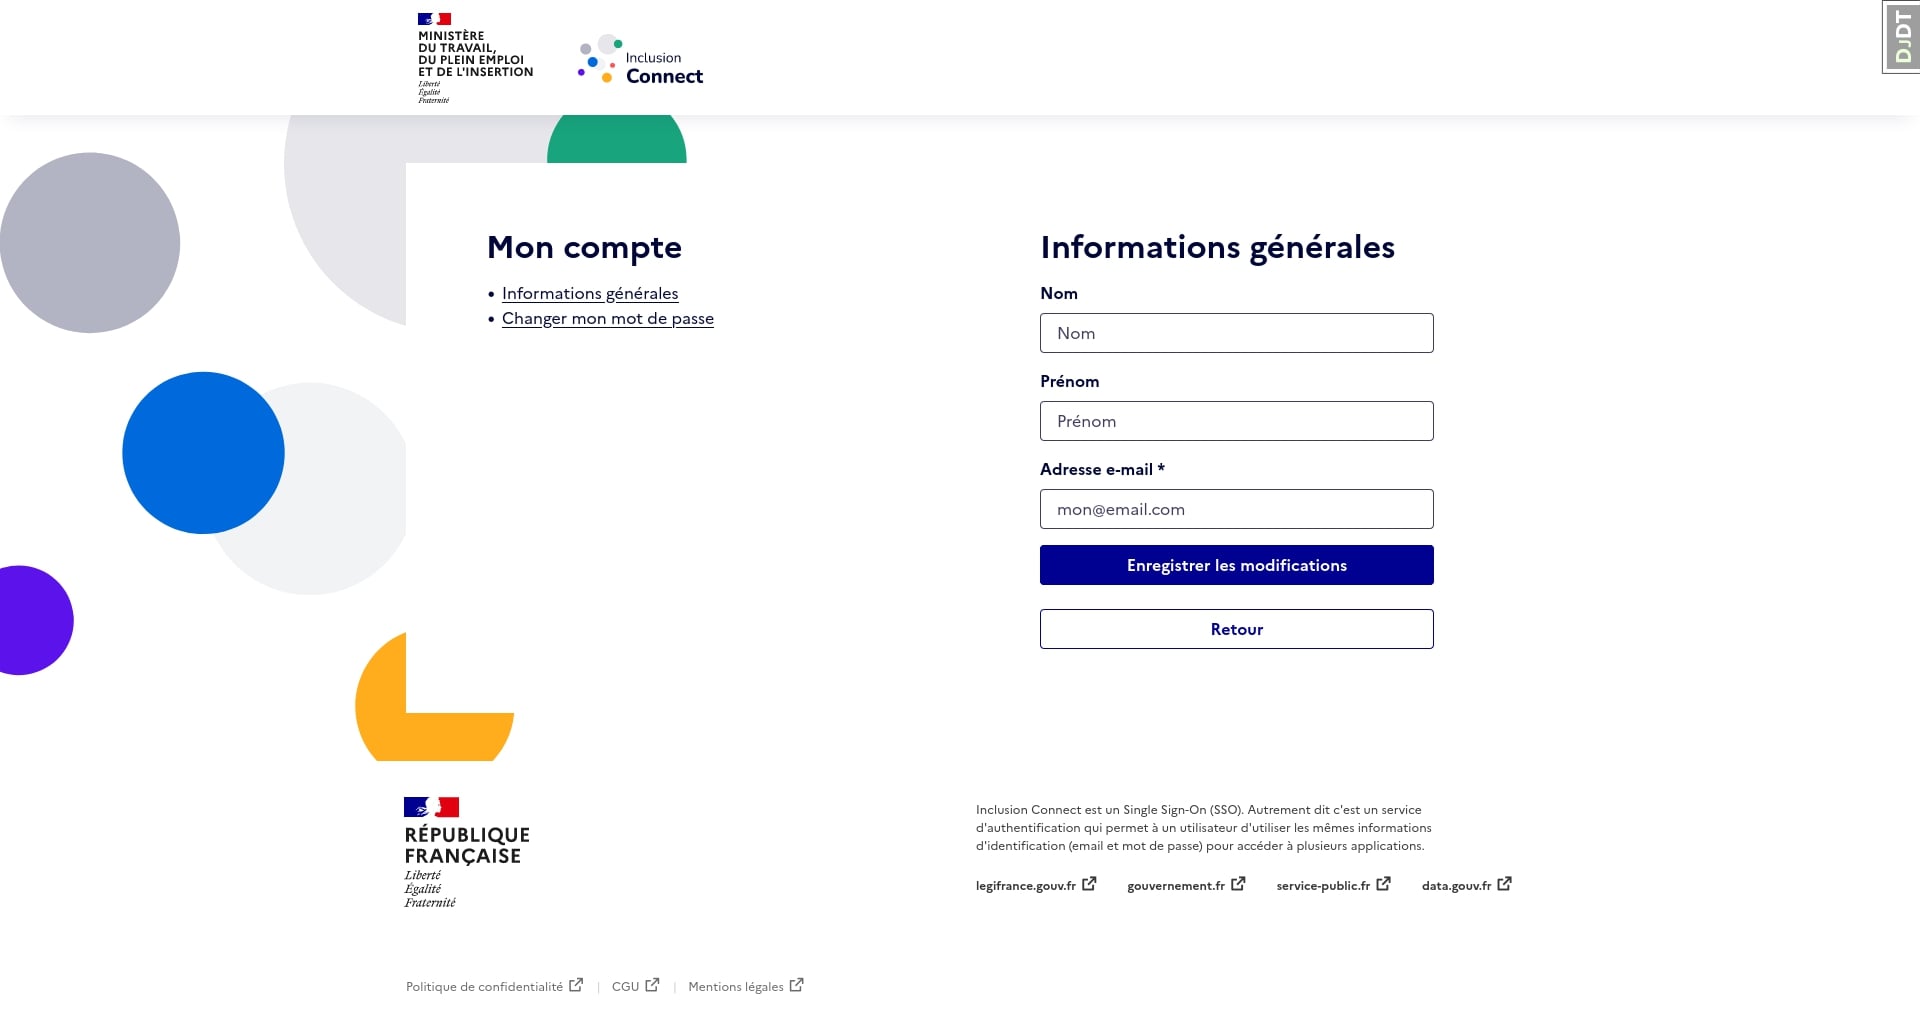 MINISTÈRE
DU TRAVAIL,
DU PLEIN EMPLOI
ET DE L'INSERTION
Liberté
Égalité
Fraternité
Inclusion
Connect
DJDT
Mon compte
Informations générales
Changer mon mot de passe
Informations générales
Nom
Nom
Prénom
Prénom
Adresse e-mail *
mon@email.com
Enregistrer les modifications
Retour
RÉPUBLIQUE
FRANÇAISE
Liberté
Égalité
Fraternité
Inclusion Connect est un Single Sign-On (SSO). Autrement dit c'est un service
d'authentification qui permet à un utilisateur d'utiliser les mêmes informations
d'identification (email et mot de passe) pour accéder à plusieurs applications.
legifrance.gouv.fr gouvernement.fr service-public.fr data.gouv.fr
Politique de confidentialité | CGU | Mentions légales